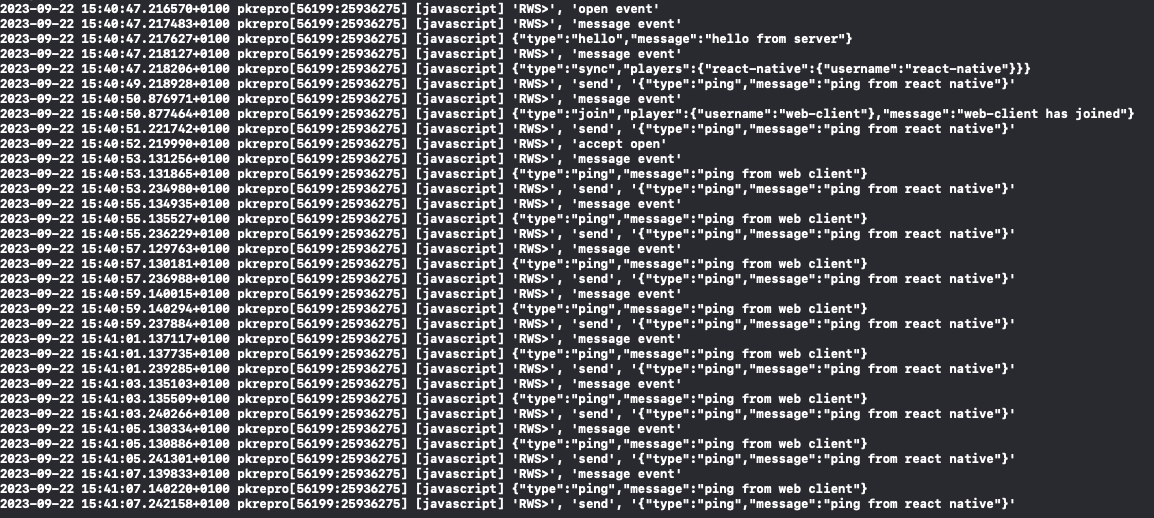 2023-09-22 15:40:47.216570+0100 pkrepro[56199:25936275] [javascript] 'RWS>', 'open event'
2023-09-22 15:40:47.217483+0100 pkrepro[56199:25936275] [javascript] 'RWS>', 'message event'
2023-09-22 15:40:47.217627+0100 pkrepro[56199:25936275] [javascript] {"type":"hello","message":"hello from server"}
2023-09-22 15:40:47.218127+0100 pkrepro[56199:25936275] [javascript] 'RWS>', 'message event'
2023-09-22 15:40:47.218206+0100 pkrepro[56199:25936275] [javascript] {"type":"sync","players":{"react-native":{"username":"react-native"}}}
2023-09-22 15:40:49.218928+0100 pkrepro[56199:25936275] [javascript] 'RWS>', 'send', '{"type":"ping","message":"ping from react native"}'
2023-09-22 15:40:50.876971+0100 pkrepro[56199:25936275] [javascript] 'RWS>', 'message event'
2023-09-22 15:40:50.877464+0100 pkrepro[56199:25936275] [javascript] {"type":"join","player":{"username":"web-client"},"message":"web-client has joined"}
2023-09-22 15:40:51.221742+0100 pkrepro[56199:25936275] [javascript] 'RWS>', 'send', '{"type":"ping","message":"ping from react native"}'
2023-09-22 15:40:52.219990+0100 pkrepro[56199:25936275] [javascript] 'RWS>', 'accept open'
2023-09-22 15:40:53.131256+0100 pkrepro[56199:25936275] [javascript] 'RWS>', 'message event'
2023-09-22 15:40:53.131865+0100 pkrepro[56199:25936275] [javascript] {"type":"ping","message":"ping from web client"}
2023-09-22 15:40:53.234980+0100 pkrepro[56199:25936275] [javascript] 'RWS>', 'send', '{"type":"ping","message":"ping from react native"}'
2023-09-22 15:40:55.134935+0100 pkrepro[56199:25936275] [javascript] 'RWS>', 'message event'
2023-09-22 15:40:55.135527+0100 pkrepro[56199:25936275] [javascript] {"type":"ping","message":"ping from web client"}
2023-09-22 15:40:55.236229+0100 pkrepro[56199:25936275] [javascript] 'RWS>', 'send', '{"type":"ping","message":"ping from react native"}'
2023-09-22 15:40:57.129763+0100 pkrepro[56199:25936275] [javascript] 'RWS>', 'message event'
2023-09-22 15:40:57.130181+0100 pkrepro[56199:25936275] [javascript] {"type":"ping","message":"ping from web client"}
2023-09-22 15:40:57.236988+0100 pkrepro[56199:25936275] [javascript] 'RWS>', 'send', '{"type":"ping","message":"ping from react native"}'
2023-09-22 15:40:59.140015+0100 pkrepro[56199:25936275] [javascript] 'RWS>', 'message event'
2023-09-22 15:40:59.140294+0100 pkrepro[56199:25936275] [javascript] {"type":"ping","message":"ping from web client"}
2023-09-22 15:40:59.237884+0100 pkrepro[56199:25936275] [javascript] 'RWS>', 'send', '{"type":"ping","message":"ping from react native"}'
2023-09-22 15:41:01.137117+0100 pkrepro[56199:25936275] [javascript] 'RWS>', 'message event'
2023-09-22 15:41:01.137735+0100 pkrepro[56199:25936275] [javascript] {"type":"ping","message":"ping from web client"}
2023-09-22 15:41:01.239285+0100 pkrepro[56199:25936275] [javascript] 'RWS>', 'send', '{"type":"ping","message":"ping from react native"}'
2023-09-22 15:41:03.135103+0100 pkrepro[56199:25936275] [javascript] 'RWS>', 'message event'
2023-09-22 15:41:03.135509+0100 pkrepro[56199:25936275] [javascript] {"type":"ping","message":"ping from web client"}
2023-09-22 15:41:03.240266+0100 pkrepro[56199:25936275] [javascript] 'RWS>', 'send', '{"type":"ping","message":"ping from react native"}'
2023-09-22 15:41:05.130334+0100 pkrepro[56199:25936275] [javascript] 'RWS>', 'message event'
2023-09-22 15:41:05.130886+0100 pkrepro[56199:25936275] [javascript] {"type":"ping","message":"ping from web client"}
2023-09-22 15:41:05.241301+0100 pkrepro[56199:25936275] [javascript] 'RWS>', 'send', '{"type":"ping","message":"ping from react native"}'
2023-09-22 15:41:07.139833+0100 pkrepro[56199:25936275] [javascript] 'RWS>', 'message event'
2023-09-22 15:41:07.140220+0100 pkrepro[56199:25936275] [javascript] {"type":"ping","message":"ping from web client"}
2023-09-22 15:41:07.242158+0100 pkrepro[56199:25936275] [javascript] 'RWS>', 'send', '{"type":"ping","message":"ping from react native"}'